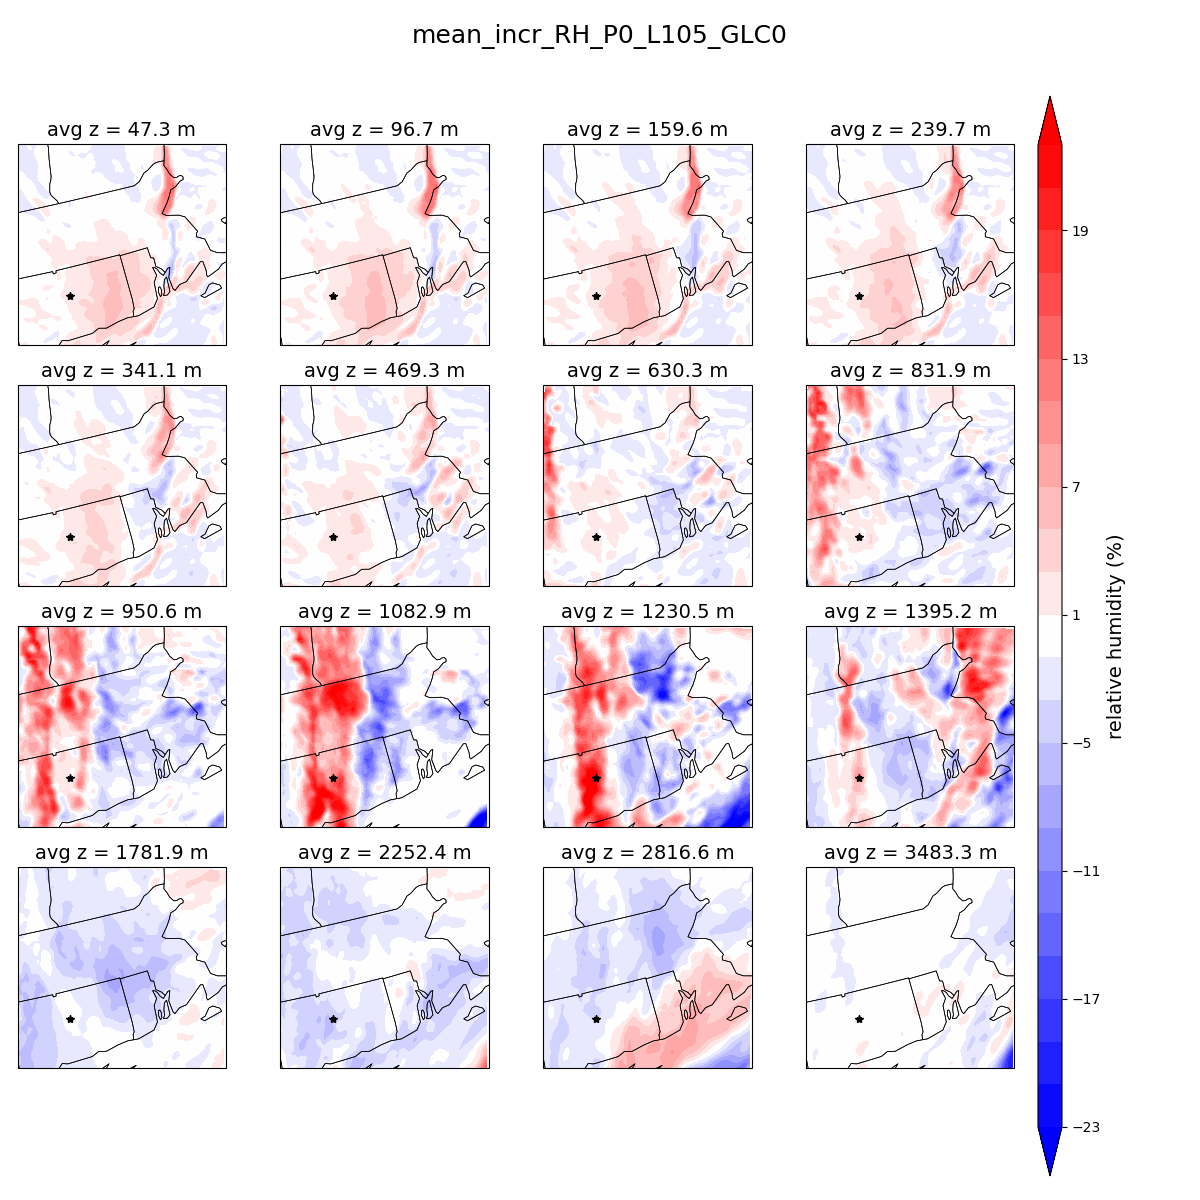 mean_incr_RH_P0_L105_GLC0
avg z = 47.3 m
avg z = 96.7 m
avg z = 159.6 m
avg z = 239.7 m
avg z = 341.1 m
avg z = 469.3 m
avg z = 630.3 m
avg z = 831.9 m
avg z = 950.6 m
avg z = 1082.9 m
avg z = 1230.5 m
avg z = 1395.2 m
avg z = 1781.9 m
avg z = 2252.4 m
avg z = 2816.6 m
avg z = 3483.3 m
19
13
7
1
−5
−11
−17
−23
relative humidity (%)